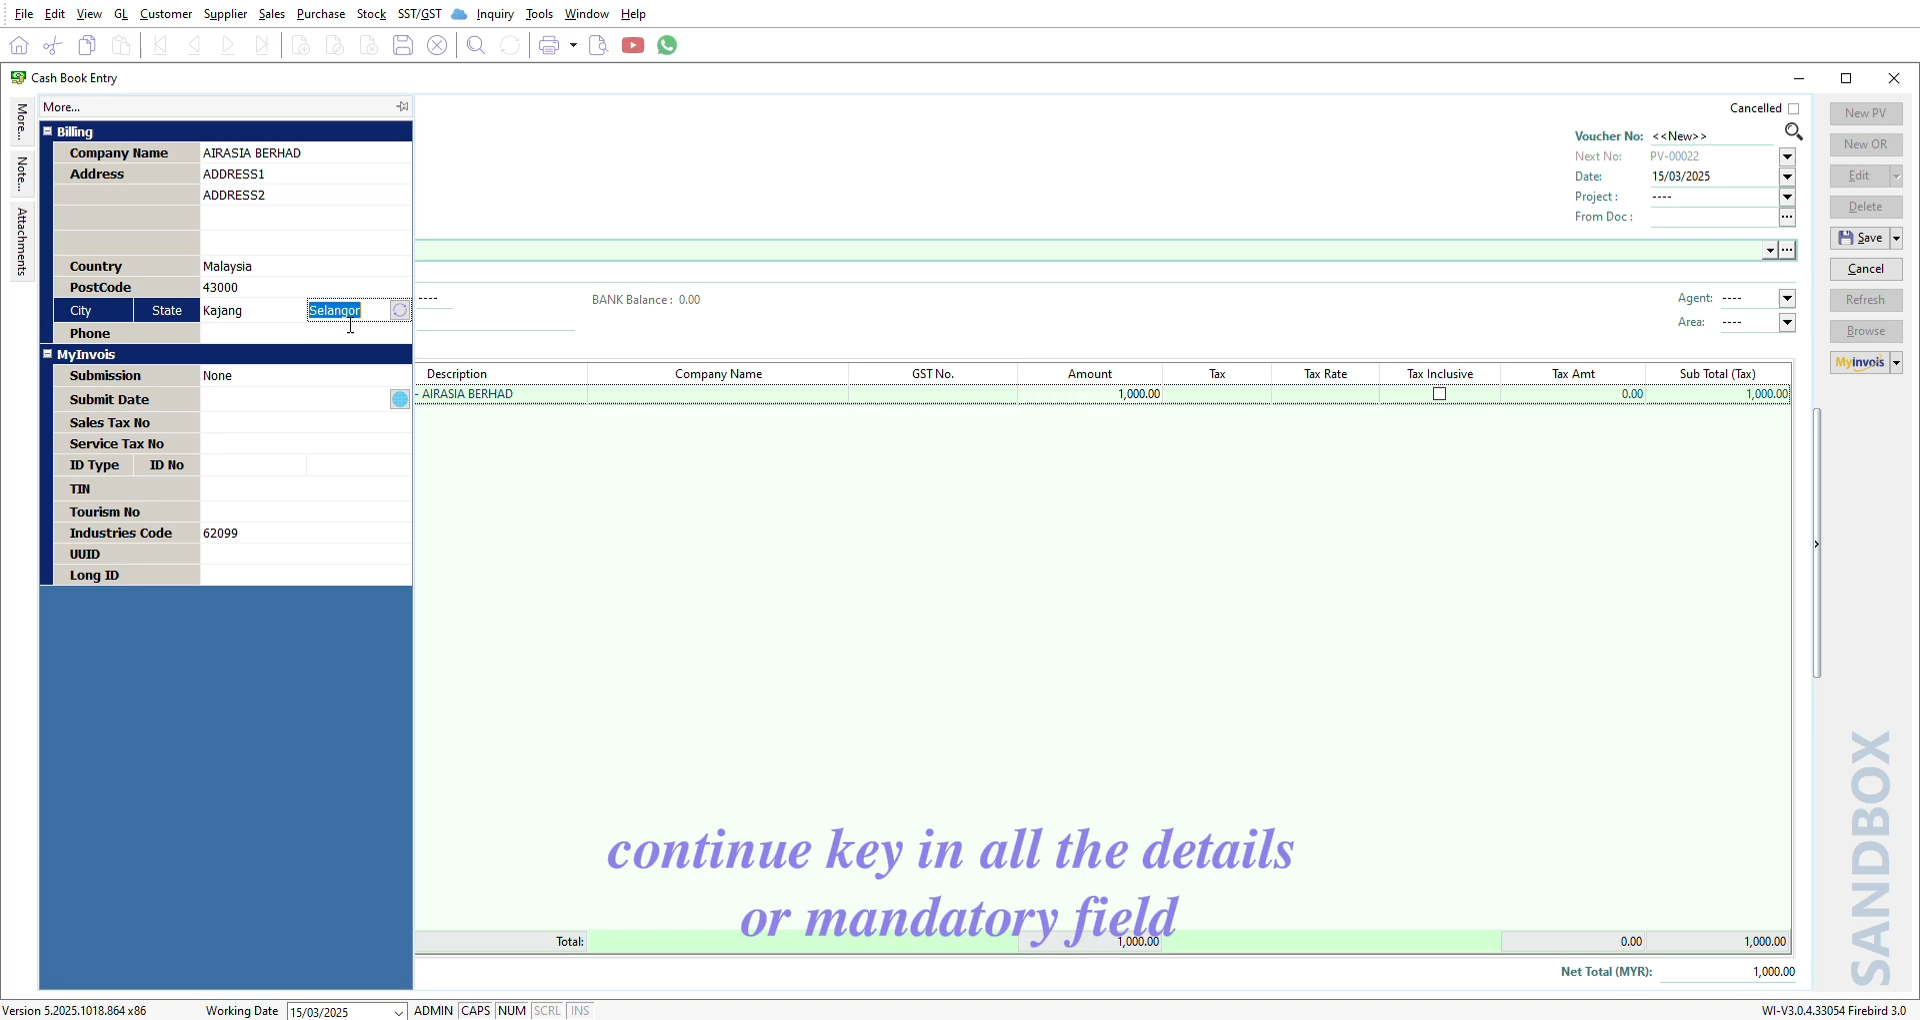 File Edit View GL Customer Supplier Sales Purchase Stock SST/GST Inquiry Tools Window Help
Cash Book Entry
More...
Note...
Attachments
More...
Billing
Company Name AIRASIA BERHAD
Address ADDRESS1
ADDRESS2
Country Malaysia
PostCode 43000
City State Kajang Selangor
Phone
MyInvois
Submission None
Submit Date
Sales Tax No
Service Tax No
ID Type ID No
TIN
Tourism No
Industries Code 62099
UUID
Long ID
Cancelled
Voucher No: <<New>>
Next No: PV-00022
Date: 15/03/2025
Project: ----
From Doc:
---- BANK Balance: 0.00
Agent: ----
Area: ----
Description Company Name GST No. Amount Tax Tax Rate Tax Inclusive Tax Amt Sub Total (Tax)
- AIRASIA BERHAD 1,000.00 0.00 1,000.00
continue key in all the details
or mandatory field
Total: 1,000.00 0.00 1,000.00
Net Total (MYR): 1,000.00
New PV
New OR
Edit
Delete
Save
Cancel
Refresh
Browse
MyInvois
SANDBOX
Version 5.2025.1018.864 x86 Working Date 15/03/2025 ADMIN CAPS NUM SCRL INS WI-V3.0.4.33054 Firebird 3.0